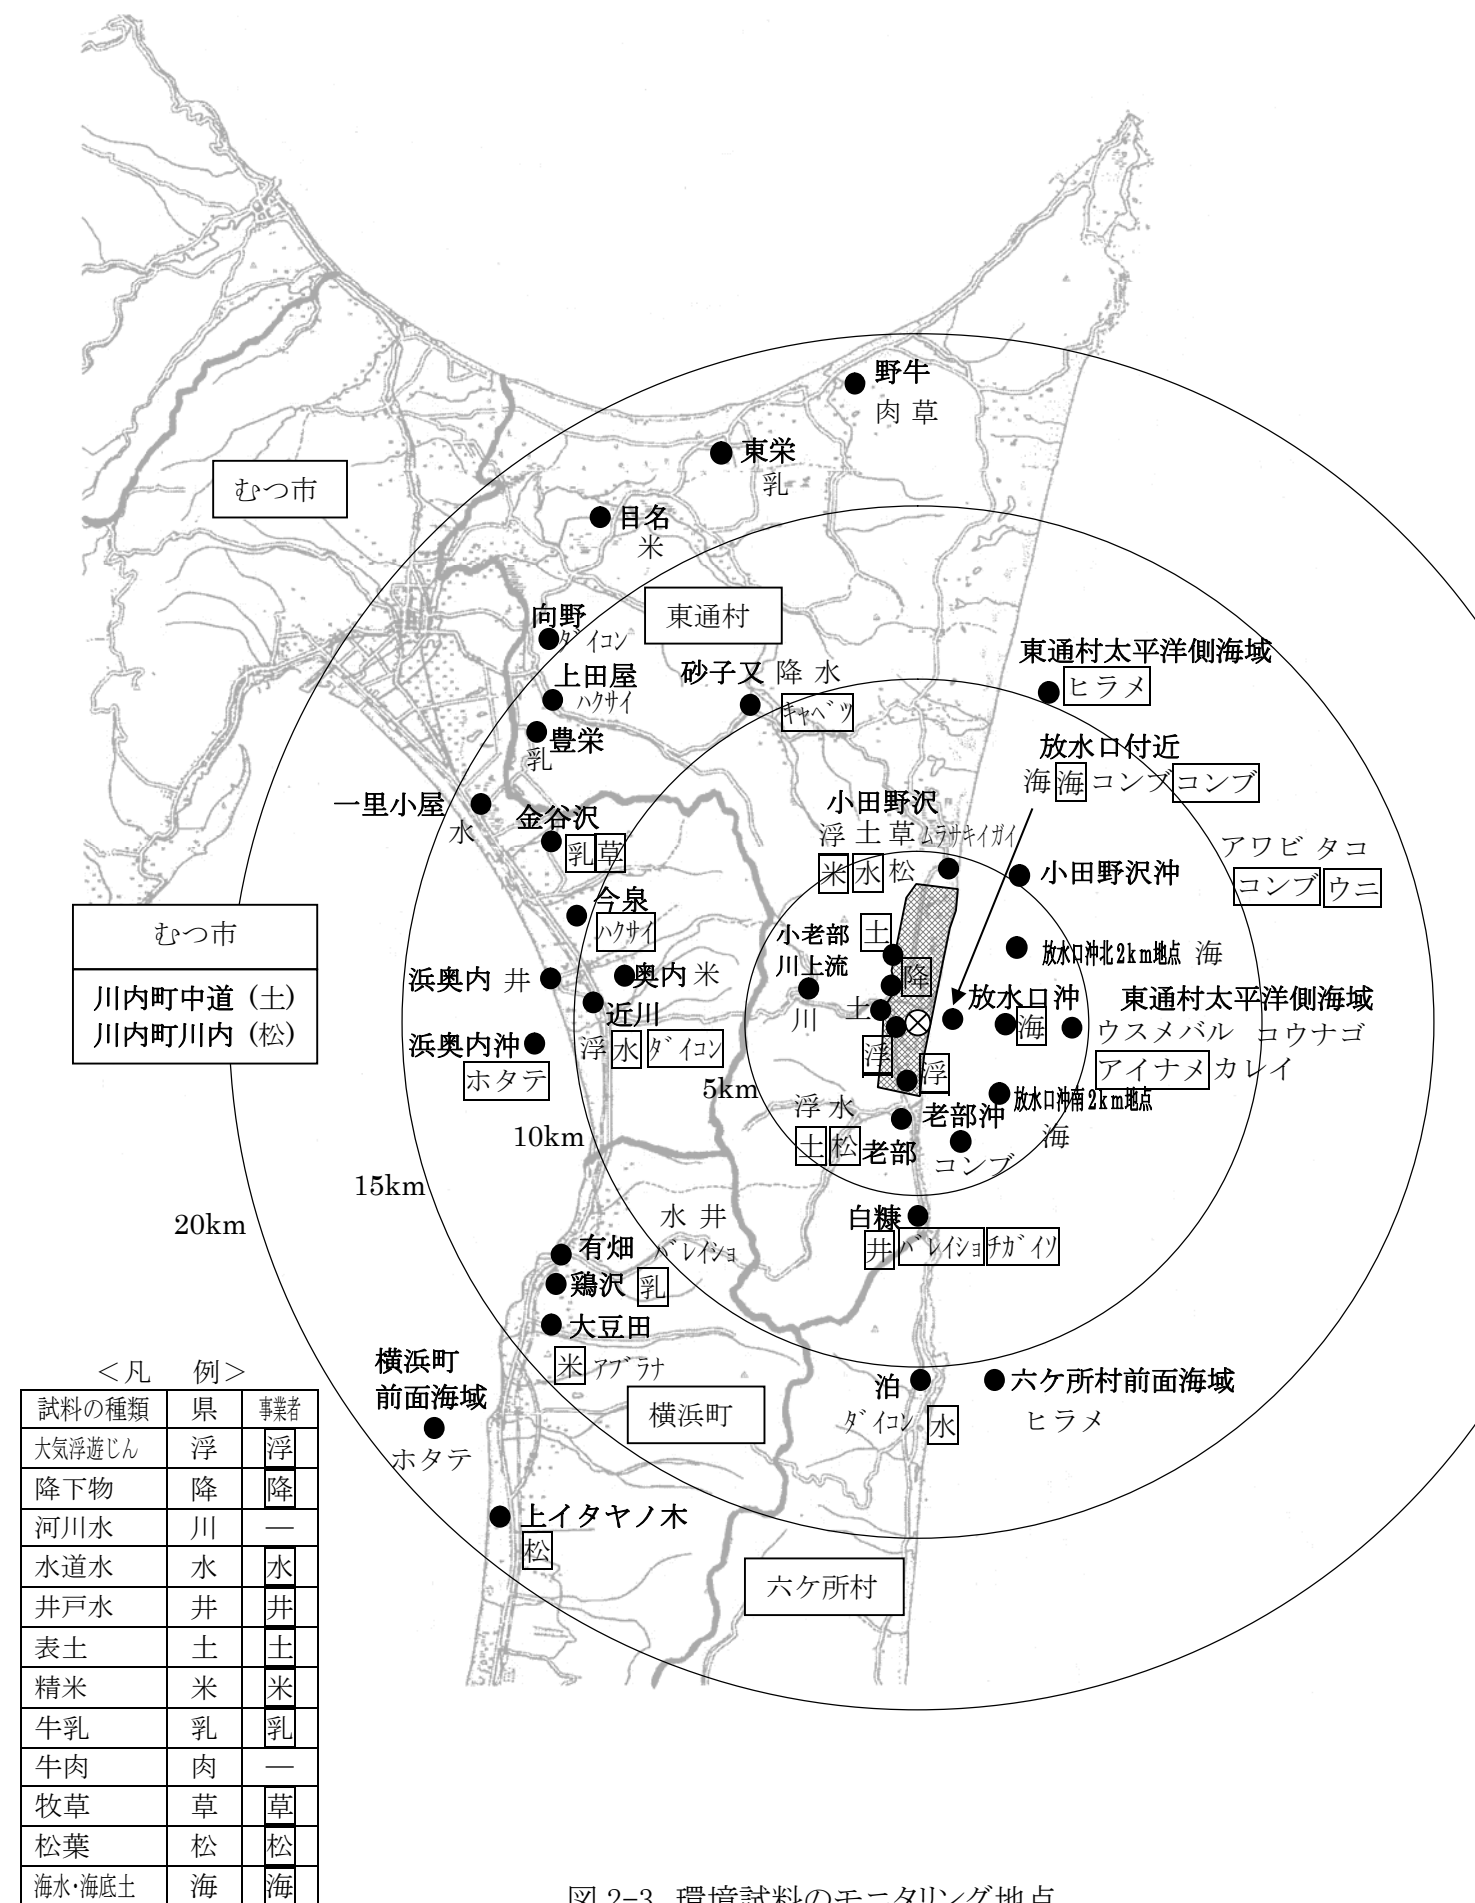 野牛
肉 草
東栄
乳
むつ市
目名
米
東通村
向野
ダイコン
上田屋
ハクサイ
砂子又 降 水
キャベツ
東通村太平洋側海域
ヒラメ
豊栄
乳
放水口付近
海 海 コンブ コンブ
一里小屋
水
金谷沢
乳 草
小田野沢
浮 土 草 ムラサキイガイ
米 水 松
アワビ タコ
コンブ ウニ
小田野沢沖
今泉
ハクサイ
むつ市
川内町中道 (土)
川内町川内 (松)
小老部
川上流
土
降
川
土
浮
浮
放水口沖北2km地点 海
浜奥内 井
奥内 米
近川
浮 水 ダイコン
放水口沖
海
東通村太平洋側海域
ウスメバル コウナゴ
アイナメ カレイ
浜奥内沖
ホタテ
5km
10km
15km
20km
放水口沖南2km地点
海
浮 水
土 松 老部
老部沖
コンブ
白糠
井 バレイショ チガイソ
水 井
有畑 バレイショ
鶏沢 乳
大豆田
米 アブラナ
横浜町
前面海域
ホタテ
横浜町
泊
ダイコン 水
六ケ所村前面海域
ヒラメ
上イタヤノ木
松
六ケ所村
＜凡 例＞
試料の種類 県 事業者
大気浮遊じん 浮 浮
降下物 降 降
河川水 川 ―
水道水 水 水
井戸水 井 井
表土 土 土
精米 米 米
牛乳 乳 乳
牛肉 肉 ―
牧草 草 草
松葉 松 松
海水・海底土 海 海
図 2-3 環境試料のモニタリング地点